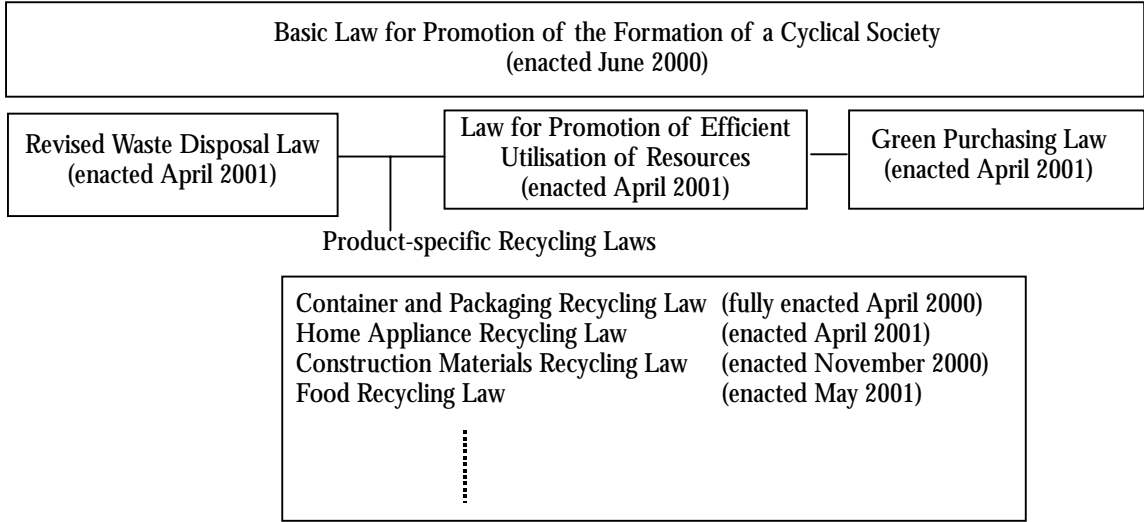 Basic Law for Promotion of the Formation of a Cyclical Society
(enacted June 2000)
Revised Waste Disposal Law
(enacted April 2001)
Law for Promotion of Efficient
Utilisation of Resources
(enacted April 2001)
Green Purchasing Law
(enacted April 2001)
Product-specific Recycling Laws
Container and Packaging Recycling Law (fully enacted April 2000)
Home Appliance Recycling Law (enacted April 2001)
Construction Materials Recycling Law (enacted November 2000)
Food Recycling Law (enacted May 2001)